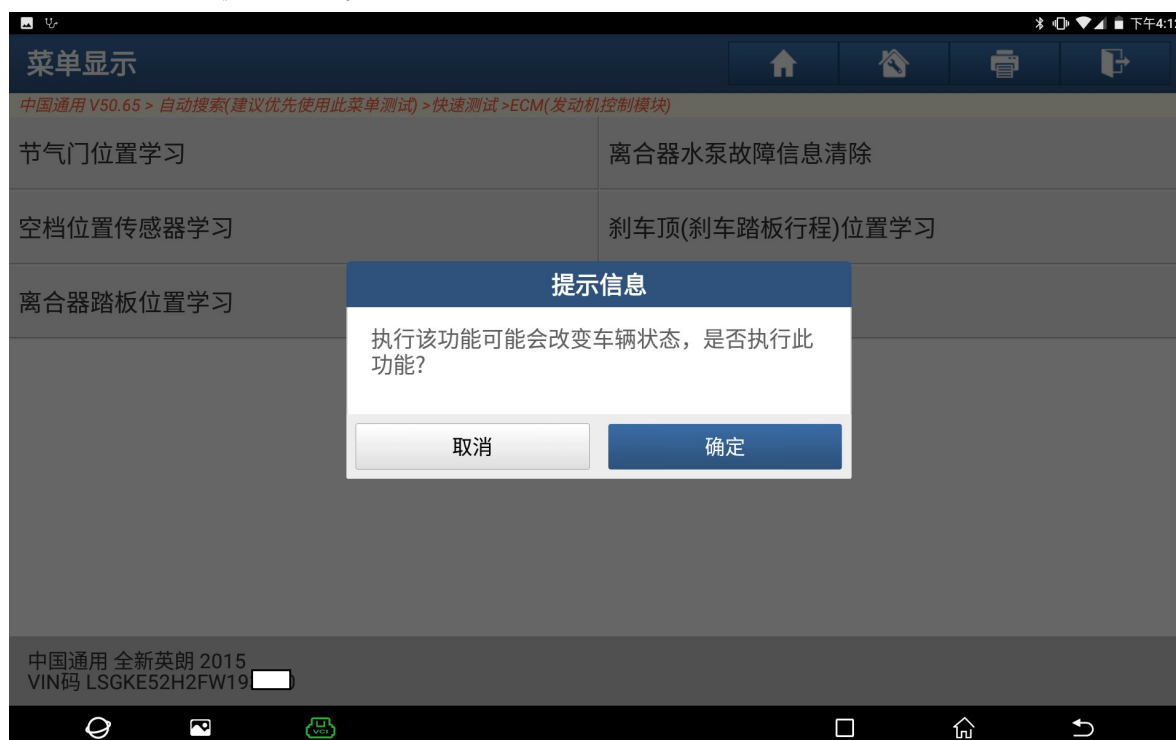 下午4:13
菜单显示
中国通用 V50.65 > 自动搜索(建议优先使用此菜单测试) >快速测试 >ECM(发动机控制模块)
节气门位置学习
离合器水泵故障信息清除
空档位置传感器学习
刹车顶(刹车踏板行程)位置学习
离合器踏板位置学习
提示信息
执行该功能可能会改变车辆状态，是否执行此
功能?
取消
确定
中国通用 全新英朗 2015
VIN码 LSGKE52H2FW19
VCI